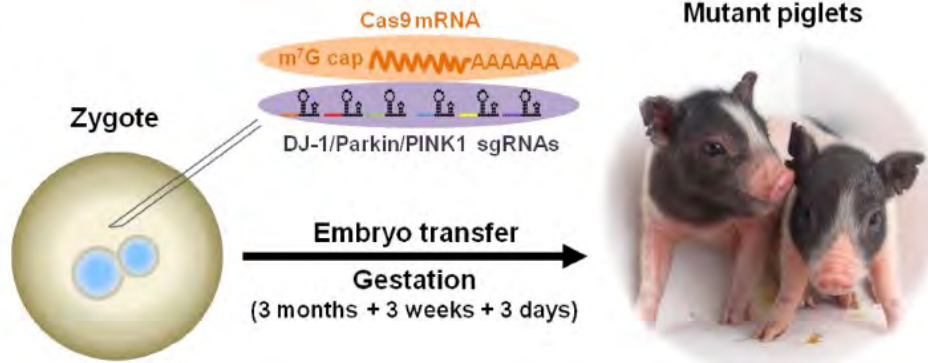 Cas9 mRNA
m⁷G cap AAAAAA
DJ-1/Parkin/PINK1 sgRNAs
Zygote
Embryo transfer
Gestation
(3 months + 3 weeks + 3 days)
Mutant piglets